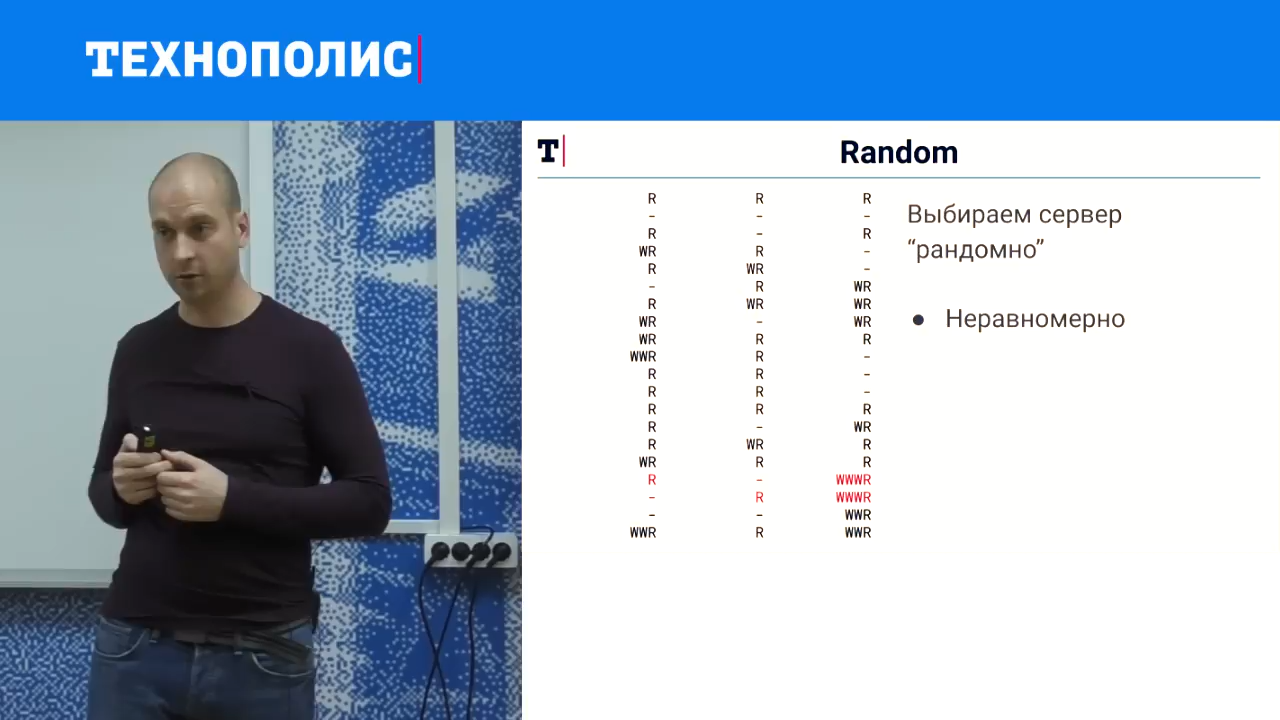 ТЕХНОПОЛИС
T
Random
R R R
- - -
R - R
WR R -
R WR -
- R WR
R WR WR
WR - WR
WR R R
WWR R -
R R -
R R -
R R R
R - WR
R WR R
WR R R
R - WWWR
- R WWWR
- - WWR
WWR R WWR
Выбираем сервер
“рандомно”
● Неравномерно